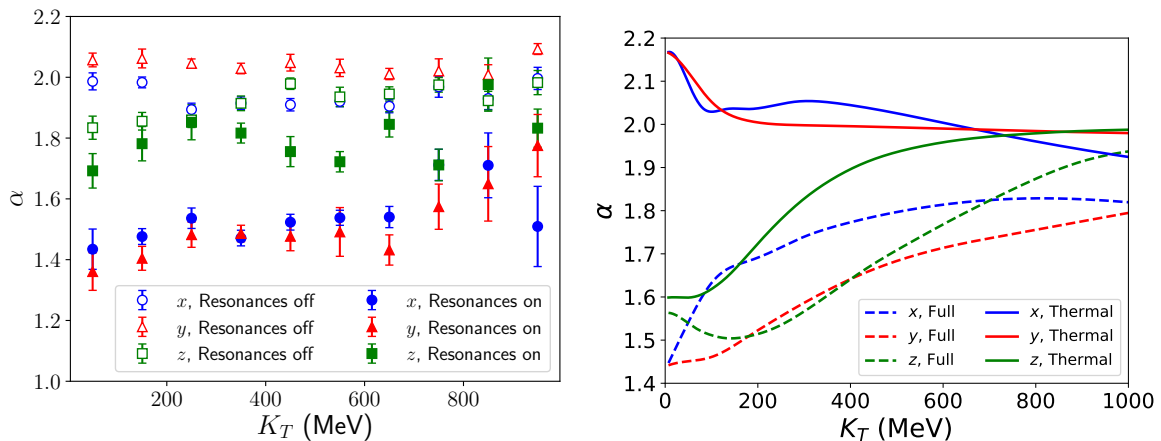 2.2
2.0
1.8
1.6
1.4
1.2
1.0
α
200 400 600 800
K_T (MeV)
x, Resonances off
y, Resonances off
z, Resonances off
x, Resonances on
y, Resonances on
z, Resonances on
2.2
2.1
2.0
1.9
1.8
1.7
1.6
1.5
1.4
α
0 200 400 600 800 1000
K_T (MeV)
x, Full
y, Full
z, Full
x, Thermal
y, Thermal
z, Thermal